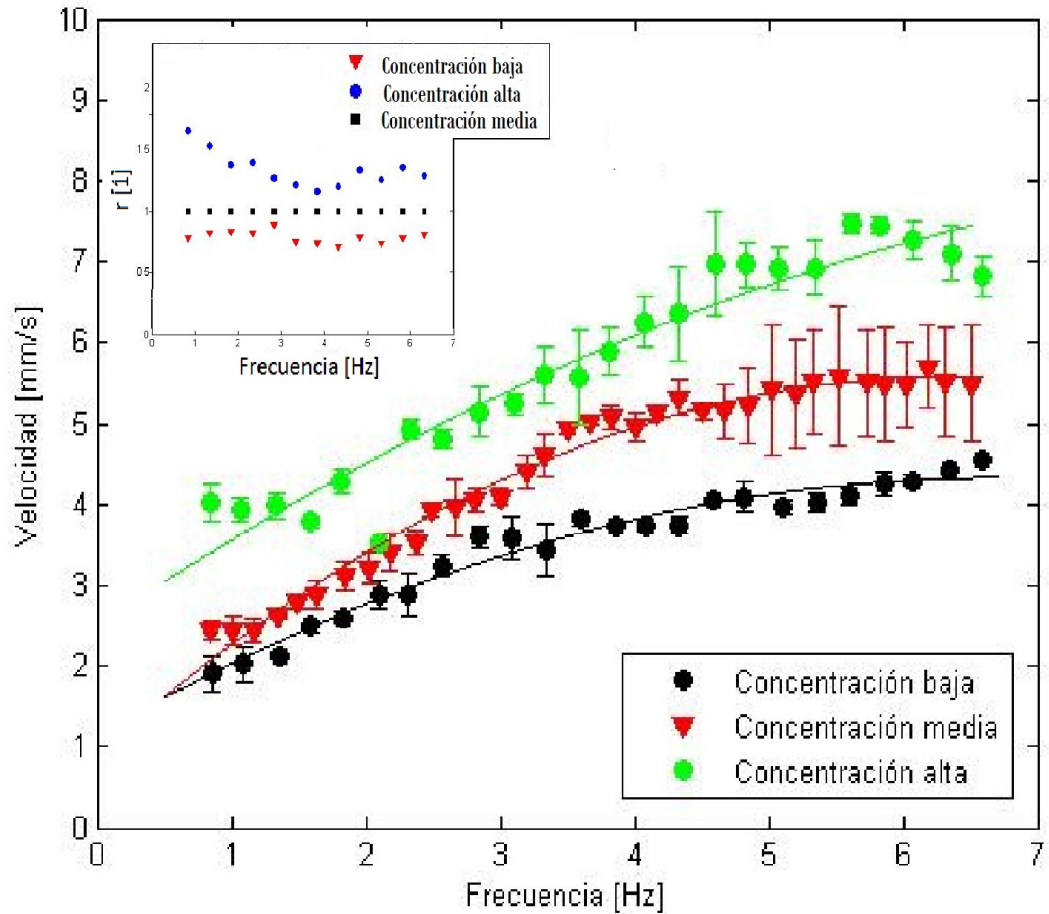 10
9
8
7
6
5
4
3
2
1
0
Velocidad [mm/s]
0 1 2 3 4 5 6 7
Frecuencia [Hz]
Concentración baja
Concentración alta
Concentración media
2
1 5
1
0 5
r [1]
0 1 2 3 4 5 6 7
Frecuencia [Hz]
Concentración baja
Concentración media
Concentración alta